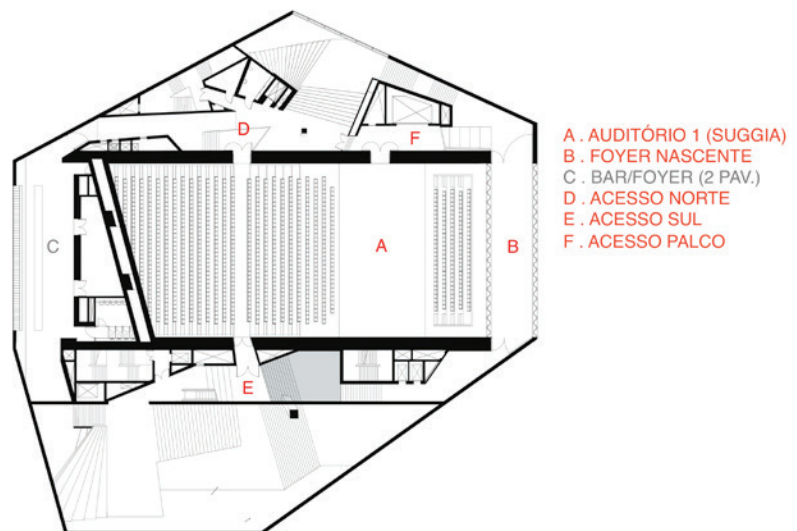 D
F
A . AUDITÓRIO 1 (SUGGIA)
B . FOYER NASCENTE
C . BAR/FOYER (2 PAV.)
D . ACESSO NORTE
E . ACESSO SUL
F . ACESSO PALCO
C
A
B
E